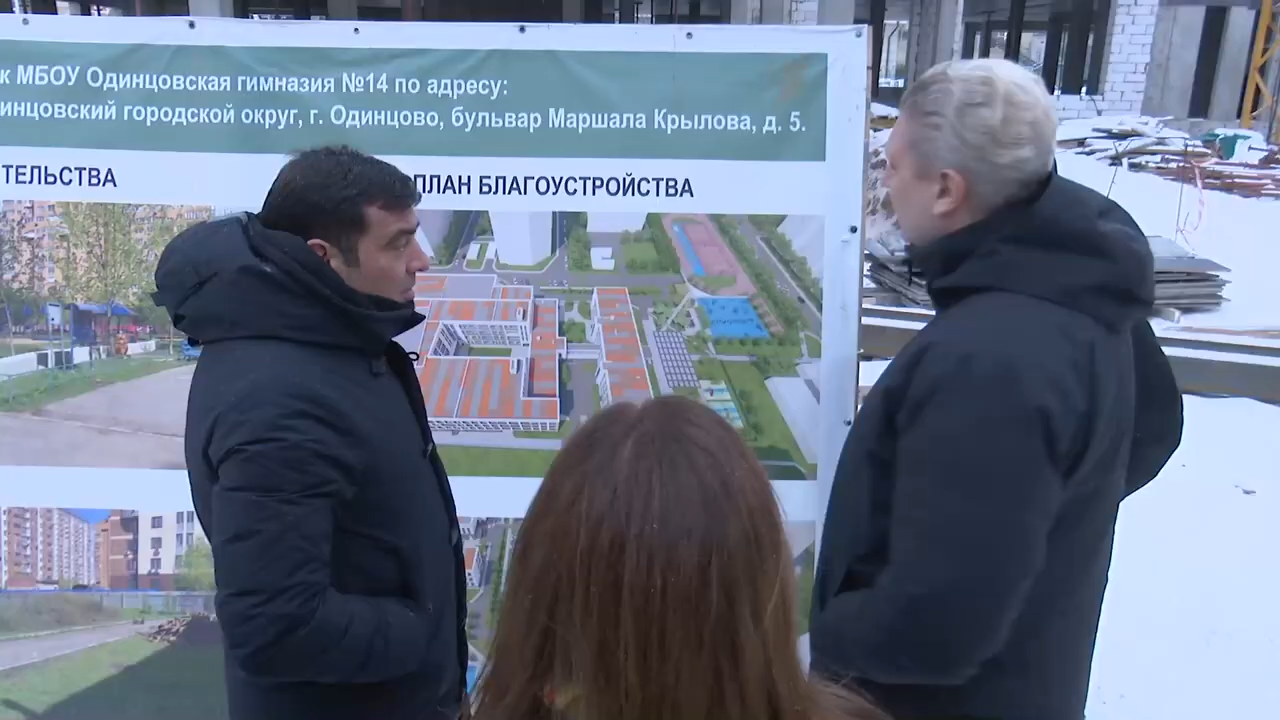 к МБОУ Одинцовская гимназия №14 по адресу:
инцовский городской округ, г. Одинцово, бульвар Маршала Крылова, д. 5.
ТЕЛЬСТВА
ПЛАН БЛАГОУСТРОЙСТВА